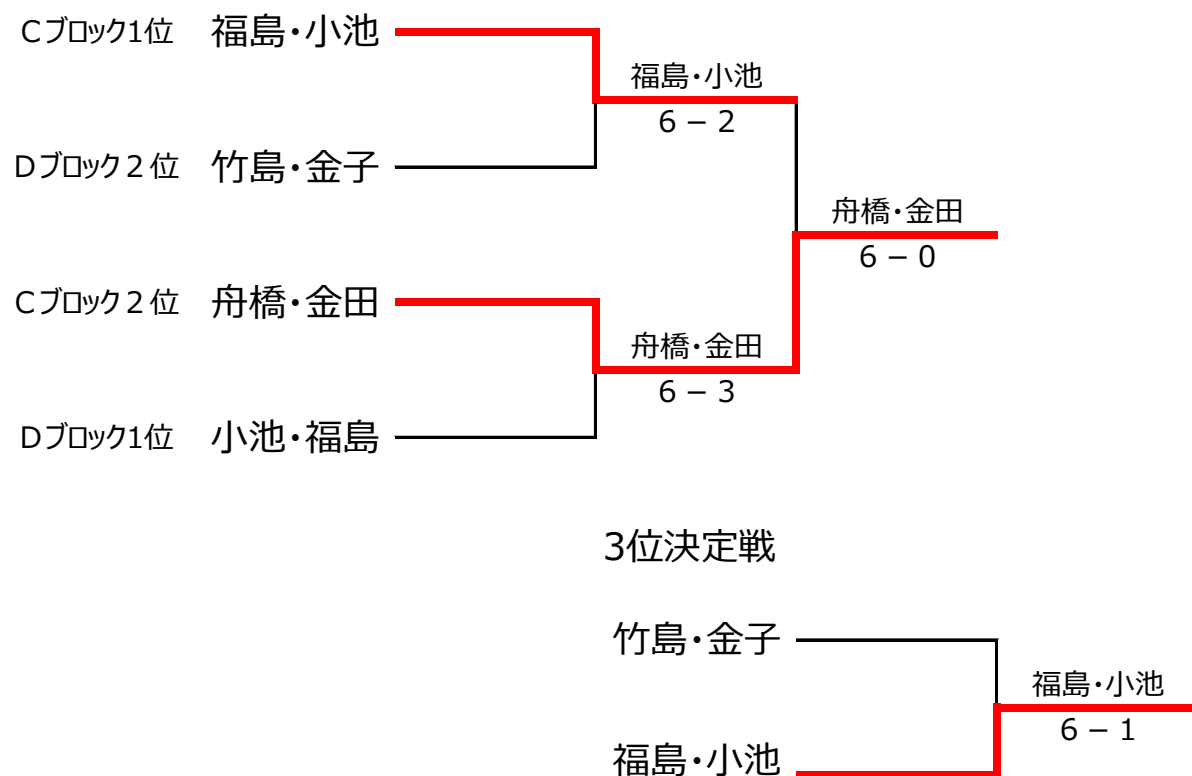 Cブロック1位 福島・小池
福島・小池
6 − 2
Dブロック２位 竹島・金子
舟橋・金田
6 − 0
Cブロック２位 舟橋・金田
舟橋・金田
6 − 3
Dブロック1位 小池・福島
3位決定戦
竹島・金子
福島・小池
6 − 1
福島・小池